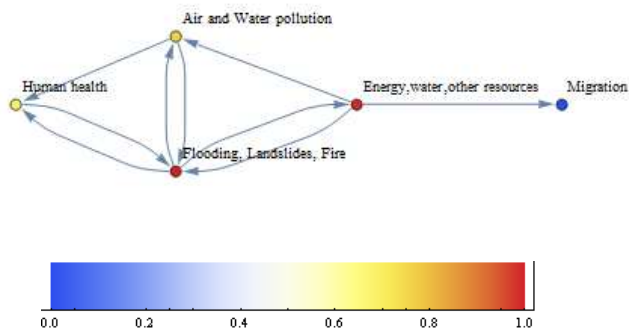 Air and Water pollution
Human health
Energy,water,other resources
Migration
Flooding, Landslides, Fire
0.0 0.2 0.4 0.6 0.8 1.0